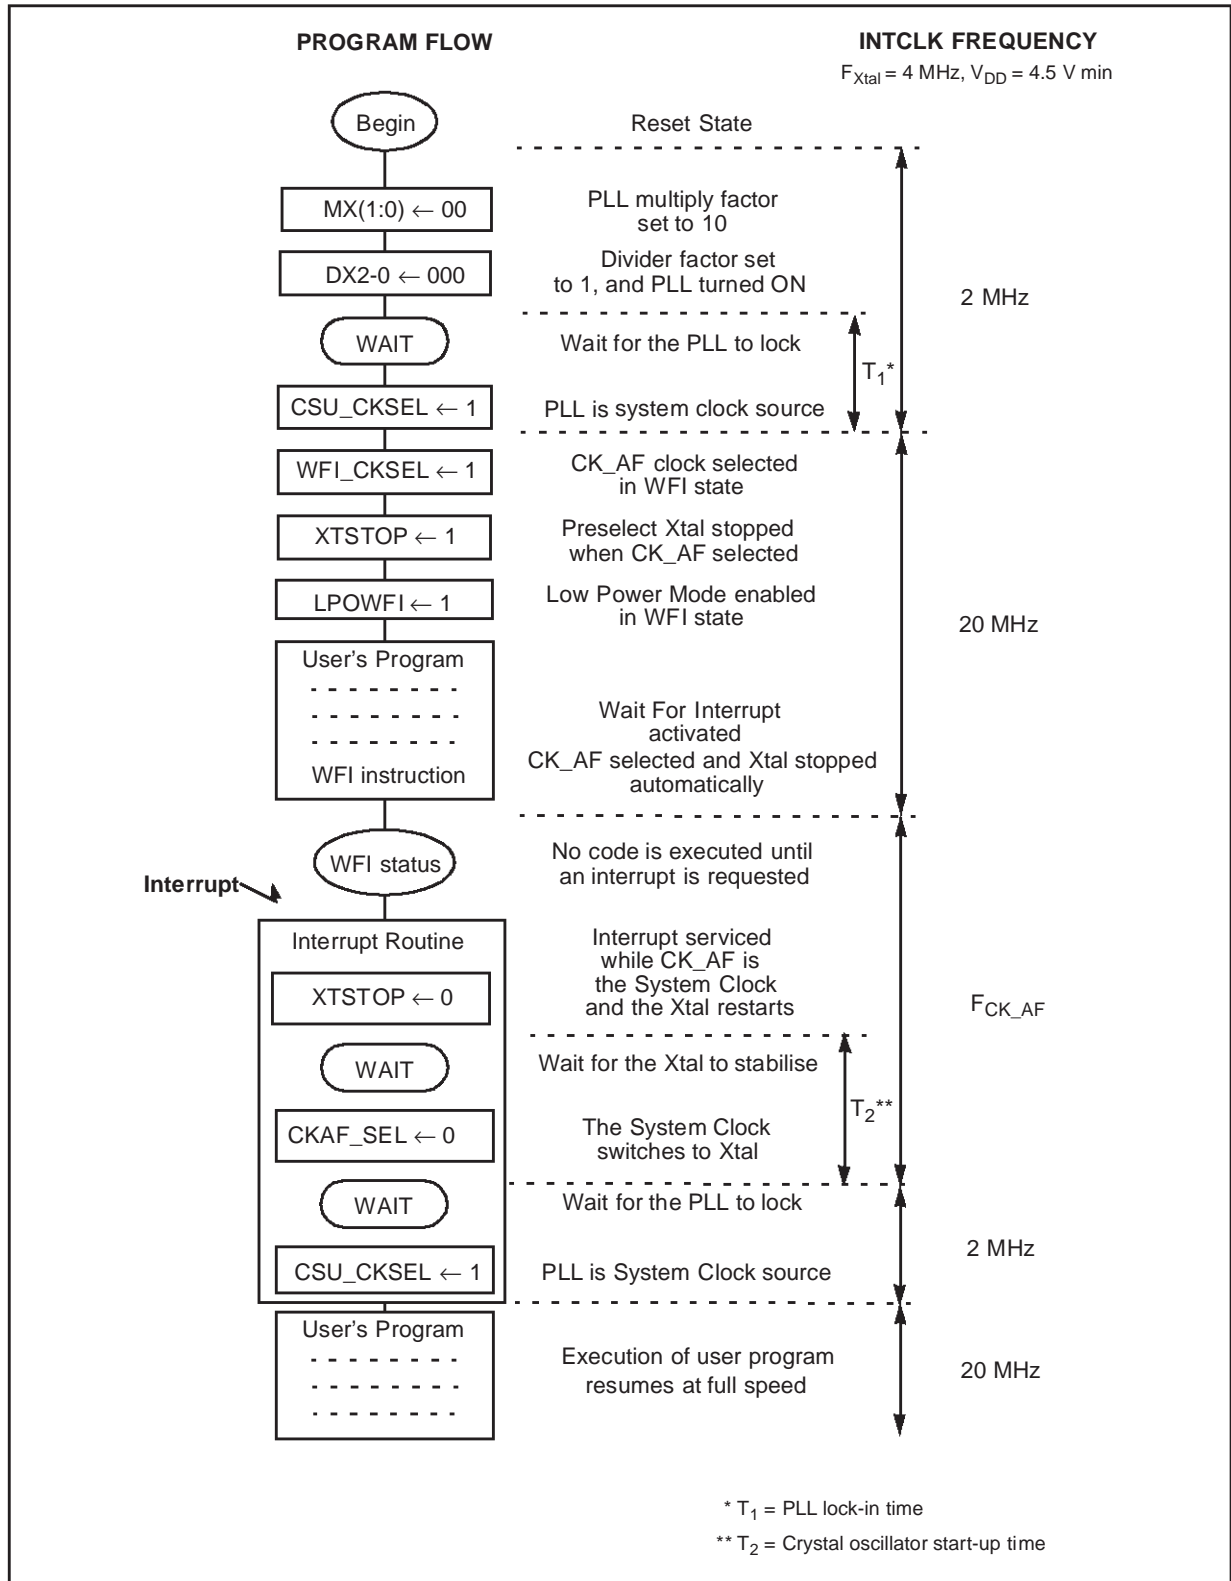 PROGRAM FLOW
INTCLK FREQUENCY
FXtal = 4 MHz, VDD = 4.5 V min
Begin
Reset State
MX(1:0) ← 00
PLL multiply factor
set to 10
DX2-0 ← 000
Divider factor set
to 1, and PLL turned ON
2 MHz
WAIT
Wait for the PLL to lock
T1*
CSU_CKSEL ← 1
PLL is system clock source
WFI_CKSEL ← 1
CK_AF clock selected
in WFI state
XTSTOP ← 1
Preselect Xtal stopped
when CK_AF selected
LPOWFI ← 1
Low Power Mode enabled
in WFI state
20 MHz
User's Program
Wait For Interrupt
activated
CK_AF selected and Xtal stopped
automatically
WFI instruction
WFI status
No code is executed until
an interrupt is requested
Interrupt
Interrupt Routine
Interrupt serviced
while CK_AF is
the System Clock
and the Xtal restarts
XTSTOP ← 0
FCK_AF
WAIT
Wait for the Xtal to stabilise
T2**
CKAF_SEL ← 0
The System Clock
switches to Xtal
WAIT
Wait for the PLL to lock
2 MHz
CSU_CKSEL ← 1
PLL is System Clock source
User's Program
Execution of user program
resumes at full speed
20 MHz
* T1 = PLL lock-in time
** T2 = Crystal oscillator start-up time